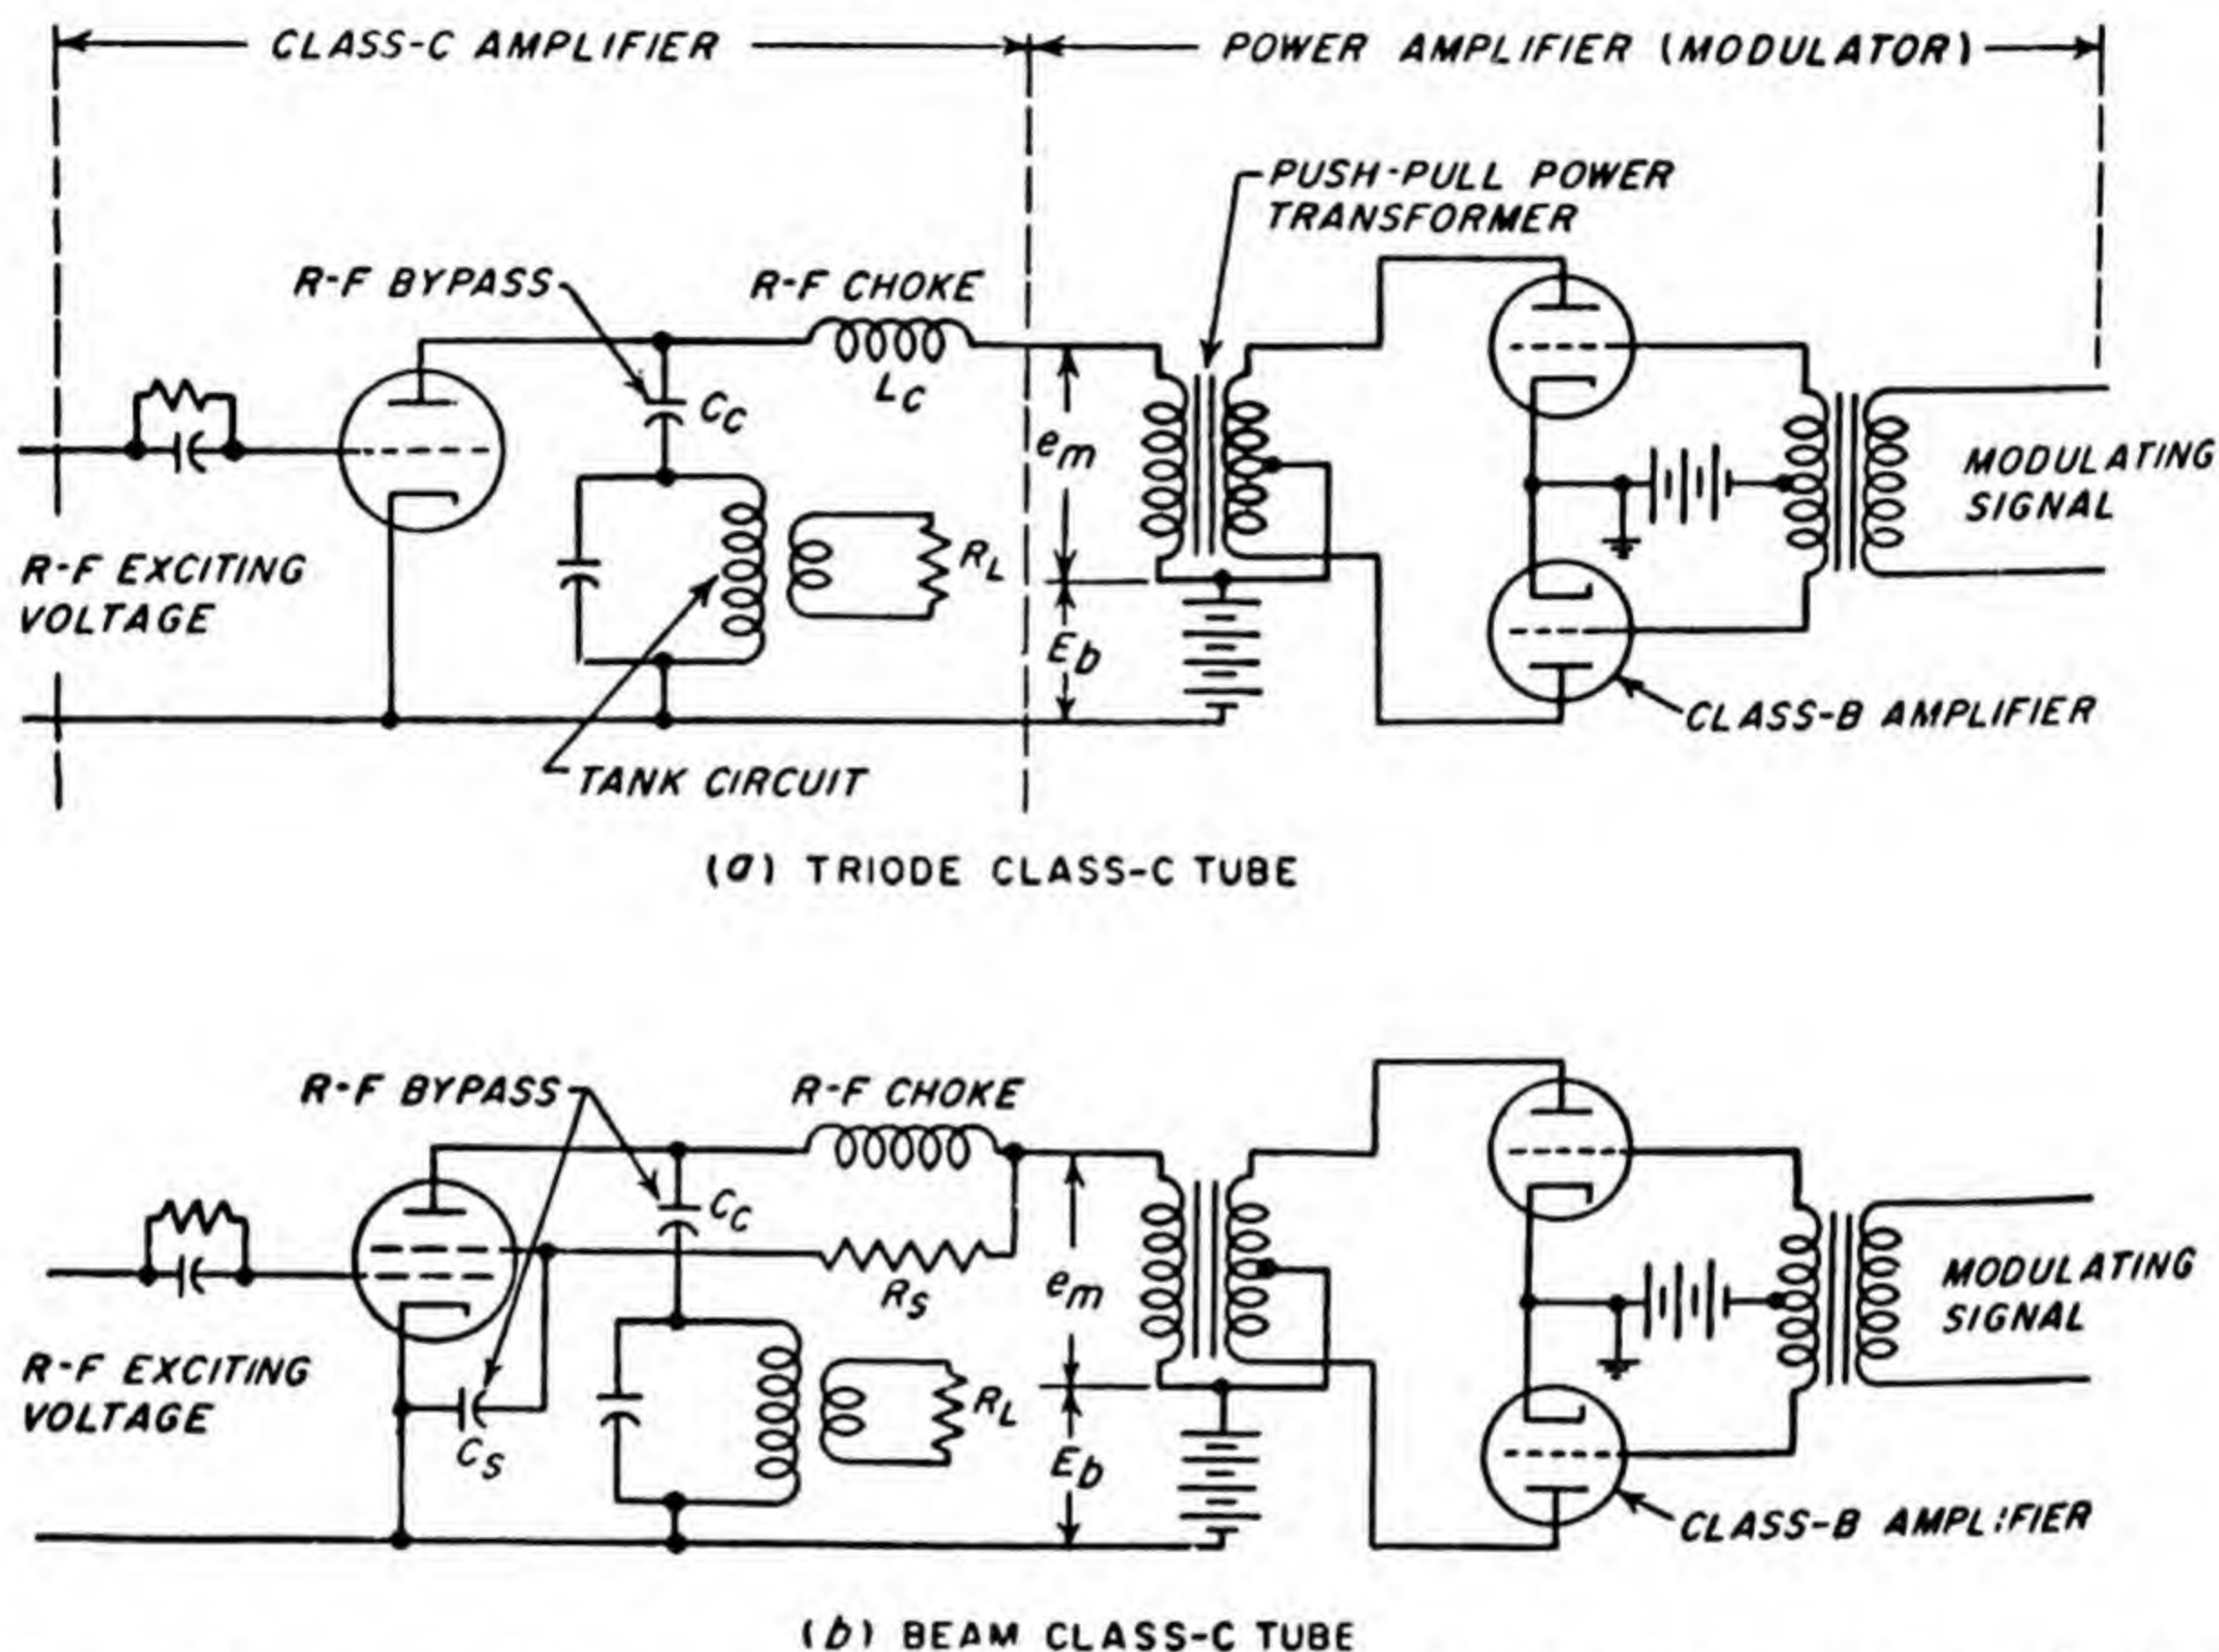 CLASS-C AMPLIFIER
POWER AMPLIFIER (MODULATOR)
PUSH-PULL POWER
TRANSFORMER
R-F BYPASS
R-F CHOKE
LC
CC
em
MODULATING
SIGNAL
R-F EXCITING
VOLTAGE
RL
Eb
CLASS-B AMPLIFIER
TANK CIRCUIT
(a) TRIODE CLASS-C TUBE
R-F BYPASS
R-F CHOKE
CC
RS
em
MODULATING
SIGNAL
R-F EXCITING
VOLTAGE
CS
RL
Eb
CLASS-B AMPLIFIER
(b) BEAM CLASS-C TUBE